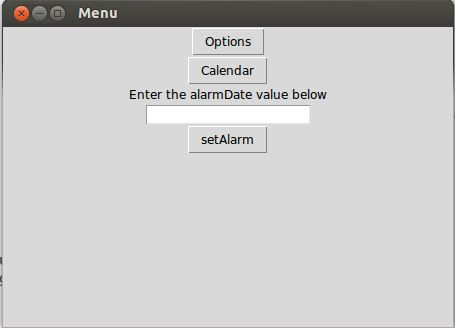 Menu
Options
Calendar
Enter the alarmDate value below
setAlarm